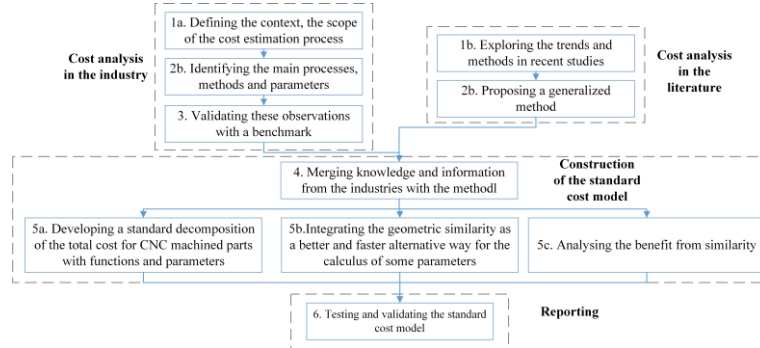 Cost analysis
in the industry
1a. Defining the context, the scope
of the cost estimation process
2b. Identifying the main processes,
methods and parameters
3. Validating these observations
with a benchmark
1b. Exploring the trends and
methods in recent studies
2b. Proposing a generalized
method
Cost analysis
in the
literature
4. Merging knowledge and information
from the industries with the methodl
Construction
of the standard
cost model
5a. Developing a standard decomposition
of the total cost for CNC machined parts
with functions and parameters
5b.Integrating the geometric similarity as
a better and faster alternative way for the
calculus of some parameters
5c. Analysing the benefit from similarity
6. Testing and validating the standard
cost model
Reporting